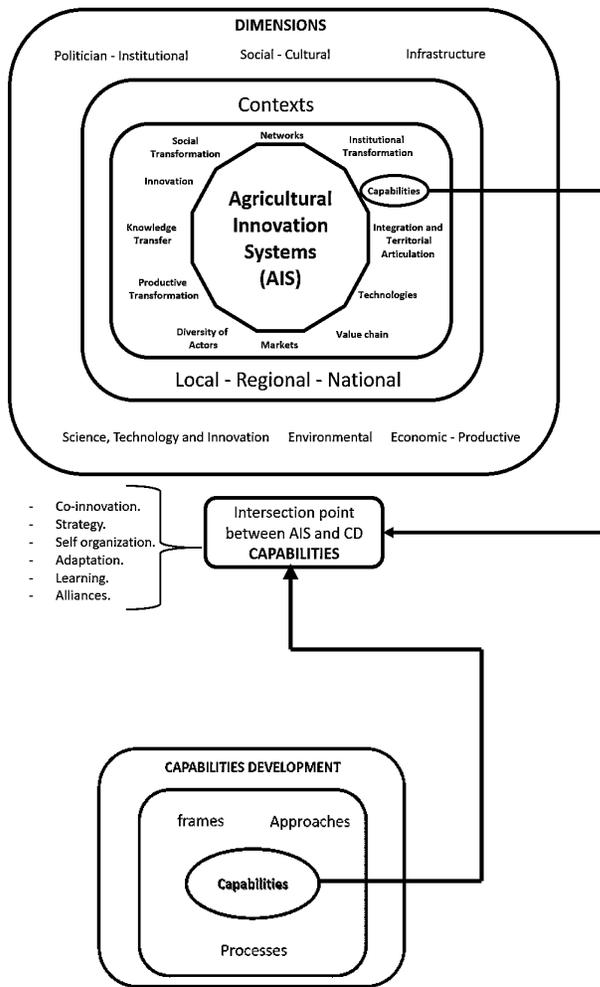 DIMENSIONS
Politician - Institutional
Social - Cultural
Infrastructure
Contexts
Networks
Social
Transformation
Institutional
Transformation
Innovation
Capabilities
Agricultural
Innovation
Systems
(AIS)
Knowledge
Transfer
Integration and
Territorial
Articulation
Productive
Transformation
Technologies
Diversity of
Actors
Markets
Value chain
Local - Regional - National
Science, Technology and Innovation
Environmental
Economic - Productive
- Co-innovation.
- Strategy.
- Self organization.
- Adaptation.
- Learning.
- Alliances.
Intersection point
between AIS and CD
CAPABILITIES
CAPABILITIES DEVELOPMENT
frames
Approaches
Capabilities
Processes